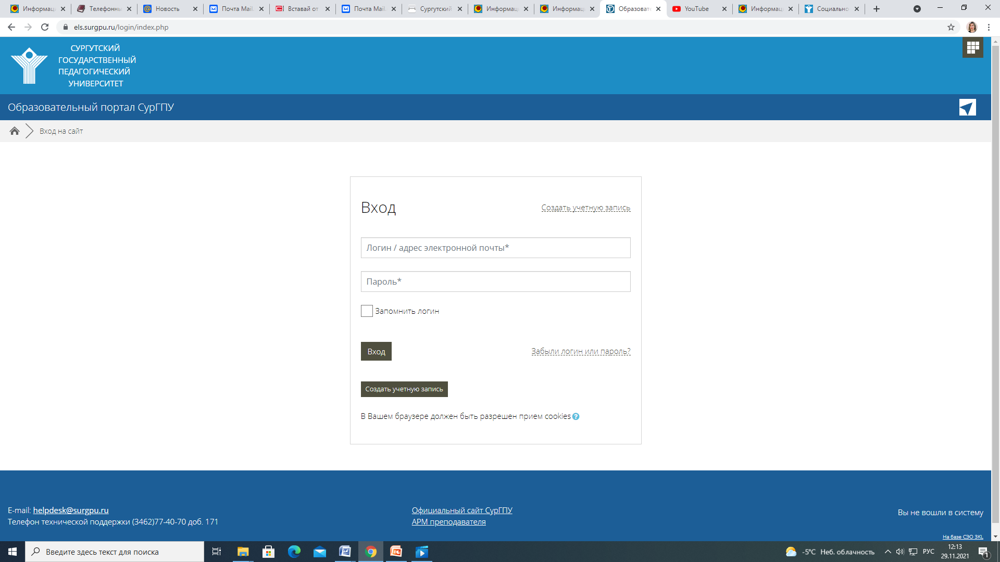 Информац
Телефонны
Новость
Почта Mail.
Вставай от
Почта Mail.
Сургутский
Информац
Информац
Образовате
YouTube
Информац
Социально
els.surgpu.ru/login/index.php
СУРГУТСКИЙ
ГОСУДАРСТВЕННЫЙ
ПЕДАГОГИЧЕСКИЙ
УНИВЕРСИТЕТ
Образовательный портал СурГПУ
Вход на сайт
Вход
Создать учетную запись
Логин / адрес электронной почты*
Пароль*
Запомнить логин
Вход
Забыли логин или пароль?
Создать учетную запись
В Вашем браузере должен быть разрешен прием cookies
E-mail: helpdesk@surgpu.ru
Телефон технической поддержки (3462)77-40-70 доб. 171
Официальный сайт СурГПУ
АРМ преподавателя
Вы не вошли в систему
На базе СЭО 3KL
Введите здесь текст для поиска
-5°C Неб. облачность
РУС
12:13
29.11.2021
1